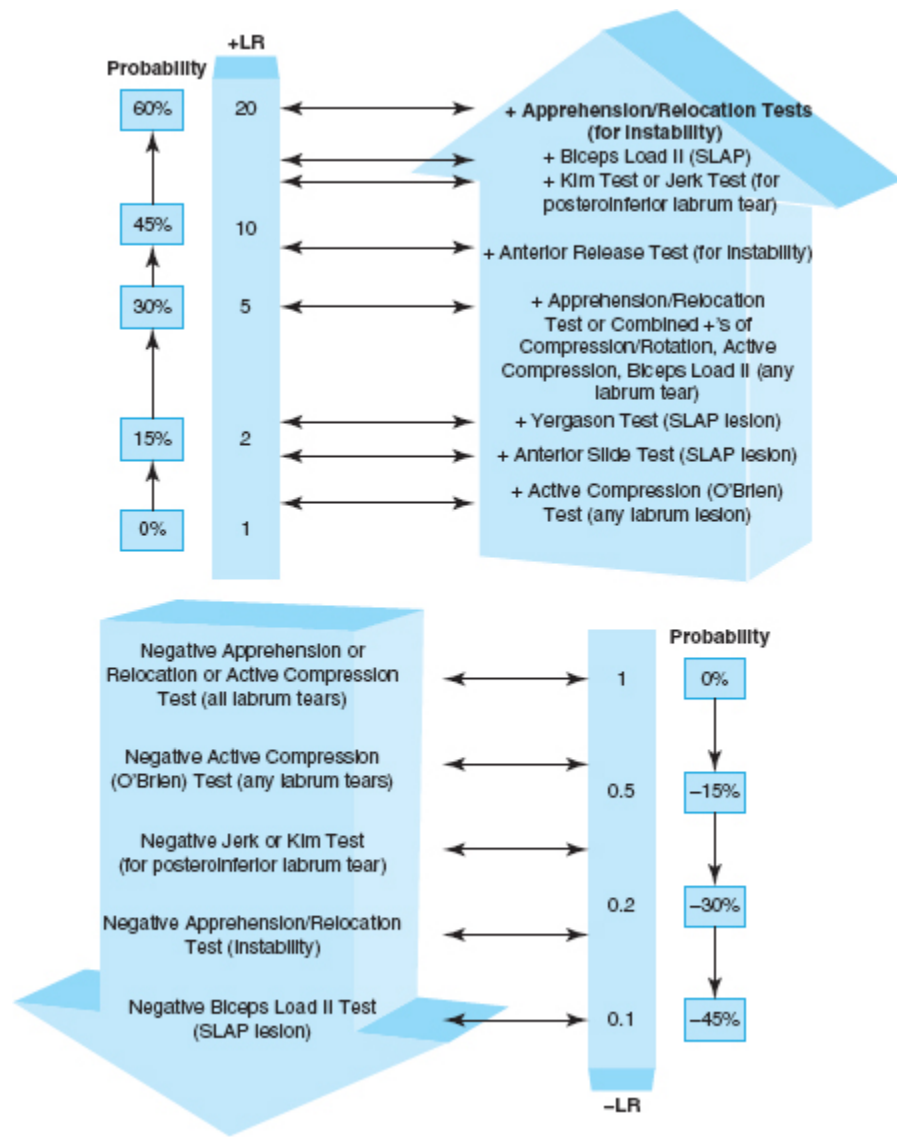 +LR
Probability
60%
20
+ Apprehension/Relocation Tests
(for Instability)
+ Biceps Load II (SLAP)
+ Kim Test or Jerk Test (for
posteroinferior labrum tear)
45%
10
+ Anterior Release Test (for Instability)
30%
5
+ Apprehension/Relocation
Test or Combined +'s of
Compression/Rotation, Active
Compression, Biceps Load II (any
labrum tear)
+ Yergason Test (SLAP lesion)
15%
2
+ Anterior Slide Test (SLAP lesion)
+ Active Compression (O'Brien)
Test (any labrum lesion)
0%
1
Negative Apprehension or
Relocation or Active Compression
Test (all labrum tears)
1
Probability
0%
Negative Active Compression
(O'Brien) Test (any labrum tears)
0.5
–15%
Negative Jerk or Kim Test
(for posteroinferior labrum tear)
0.2
–30%
Negative Apprehension/Relocation
Test (Instability)
Negative Biceps Load II Test
(SLAP lesion)
0.1
–45%
–LR